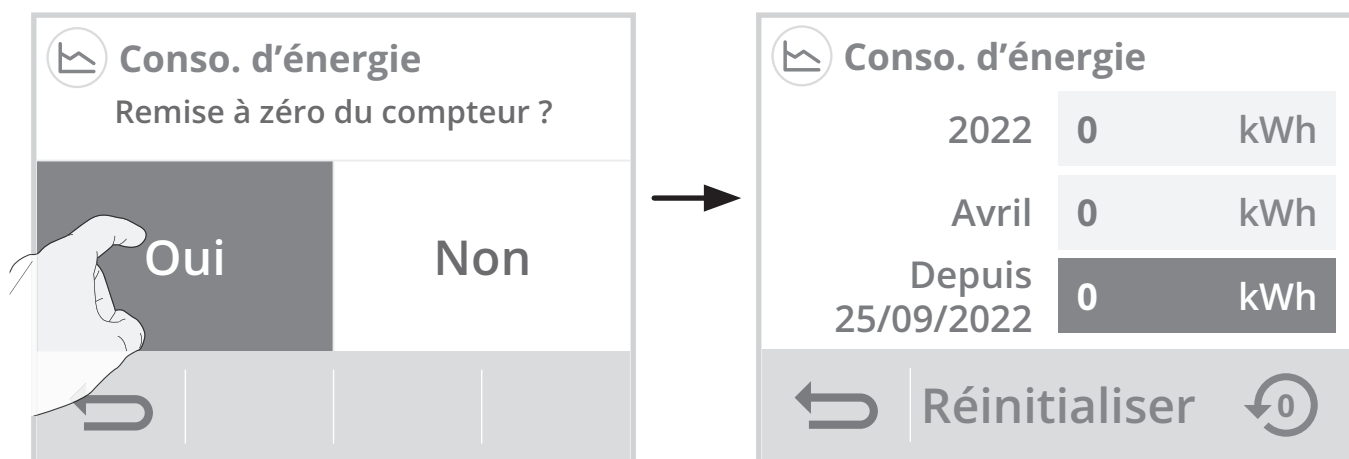 Conso. d’énergie
Remise à zéro du compteur ?
Oui
Non
Conso. d’énergie
2022 0 kWh
Avril 0 kWh
Depuis
25/09/2022 0 kWh
Réinitialiser 0